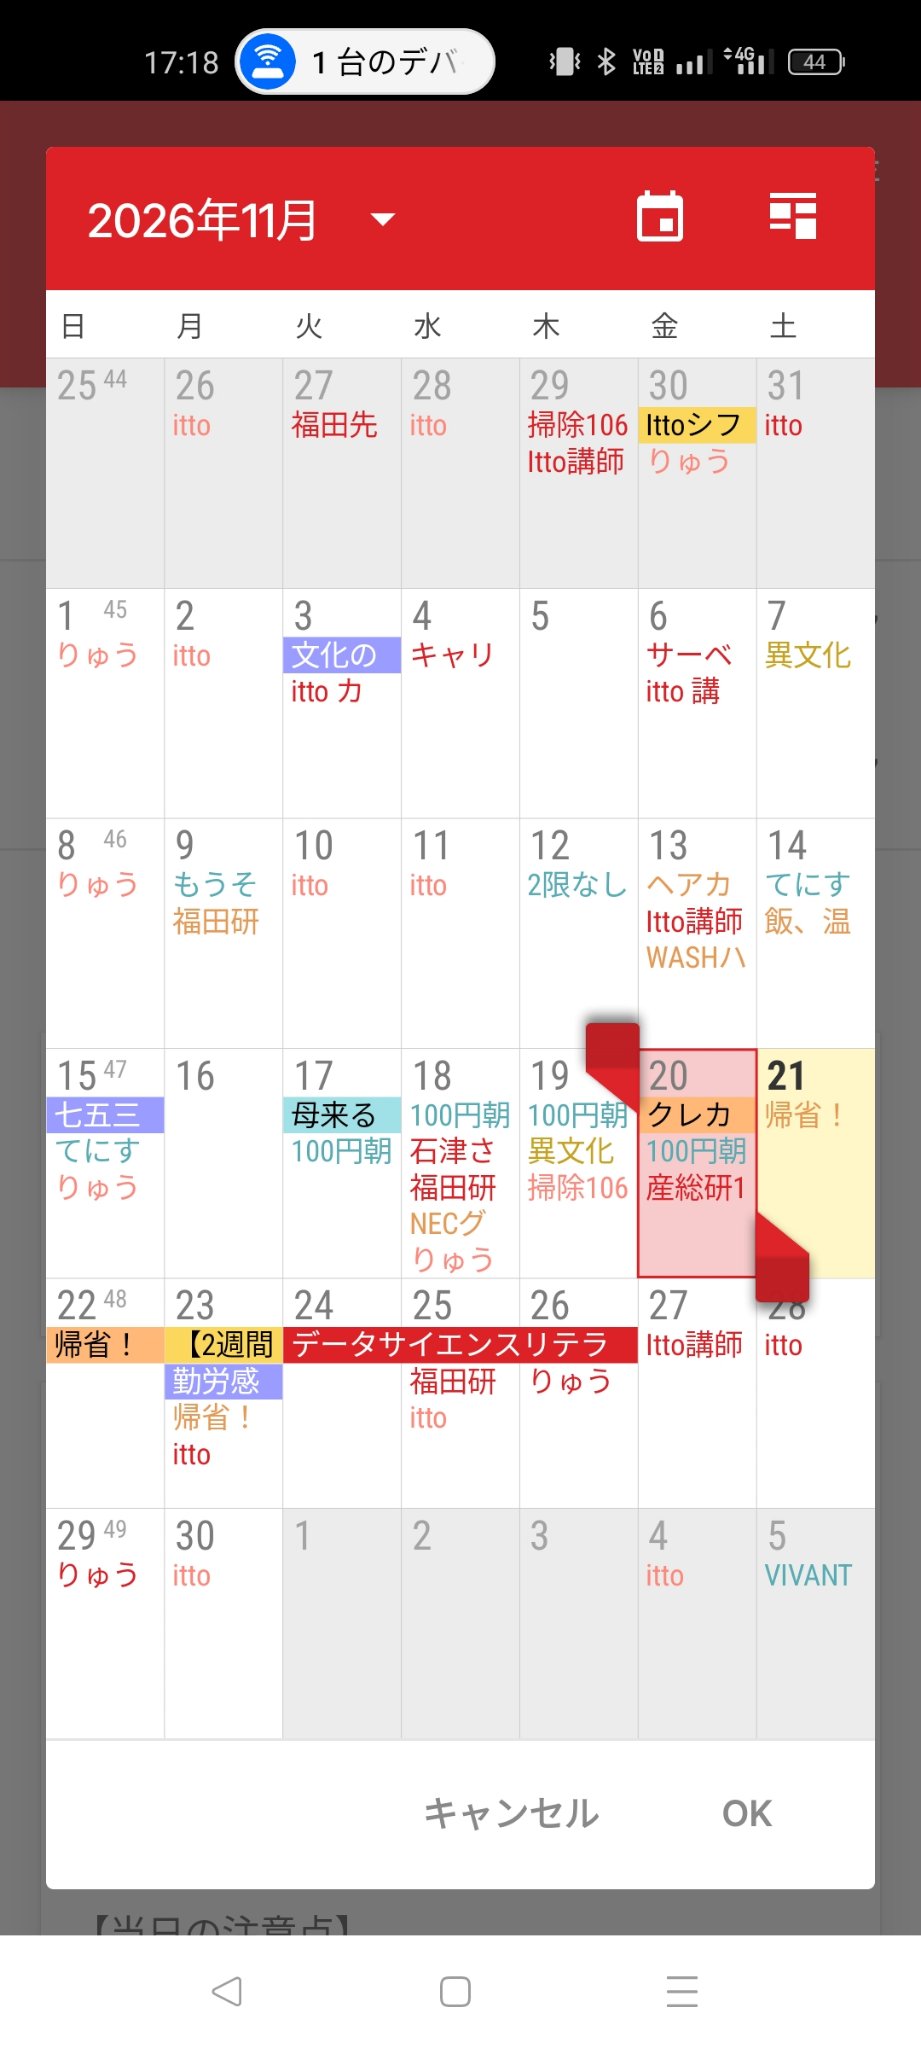 17:18
1 台のデバ
VoLTE2
4G
44
2026年11月
日 月 火 水 木 金 土
25 44 26 27 28 29 30 31
itto 福田先 itto 掃除106 Ittoシフ itto
Itto講師 りゅう
1 45 2 3 4 5 6 7
りゅう itto 文化の キャリ サーベ 異文化
itto カ itto 講
8 46 9 10 11 12 13 14
りゅう もうそ itto itto 2限なし ヘアカ てにす
福田研 Itto講師 飯、温
WASHハ
15 47 16 17 18 19 20 21
七五三 母来る 100円朝 100円朝 クレカ 帰省！
てにす 100円朝 石津さ 異文化 100円朝
りゅう 福田研 掃除106 産総研1
NECグ
りゅう
22 48 23 24 25 26 27 28
帰省！ 【2週間 データサイエンスリテラ Itto講師 itto
勤労感 福田研 りゅう
帰省！ itto
itto
29 49 30 1 2 3 4 5
りゅう itto itto VIVANT
キャンセル OK
【当日の注意点】